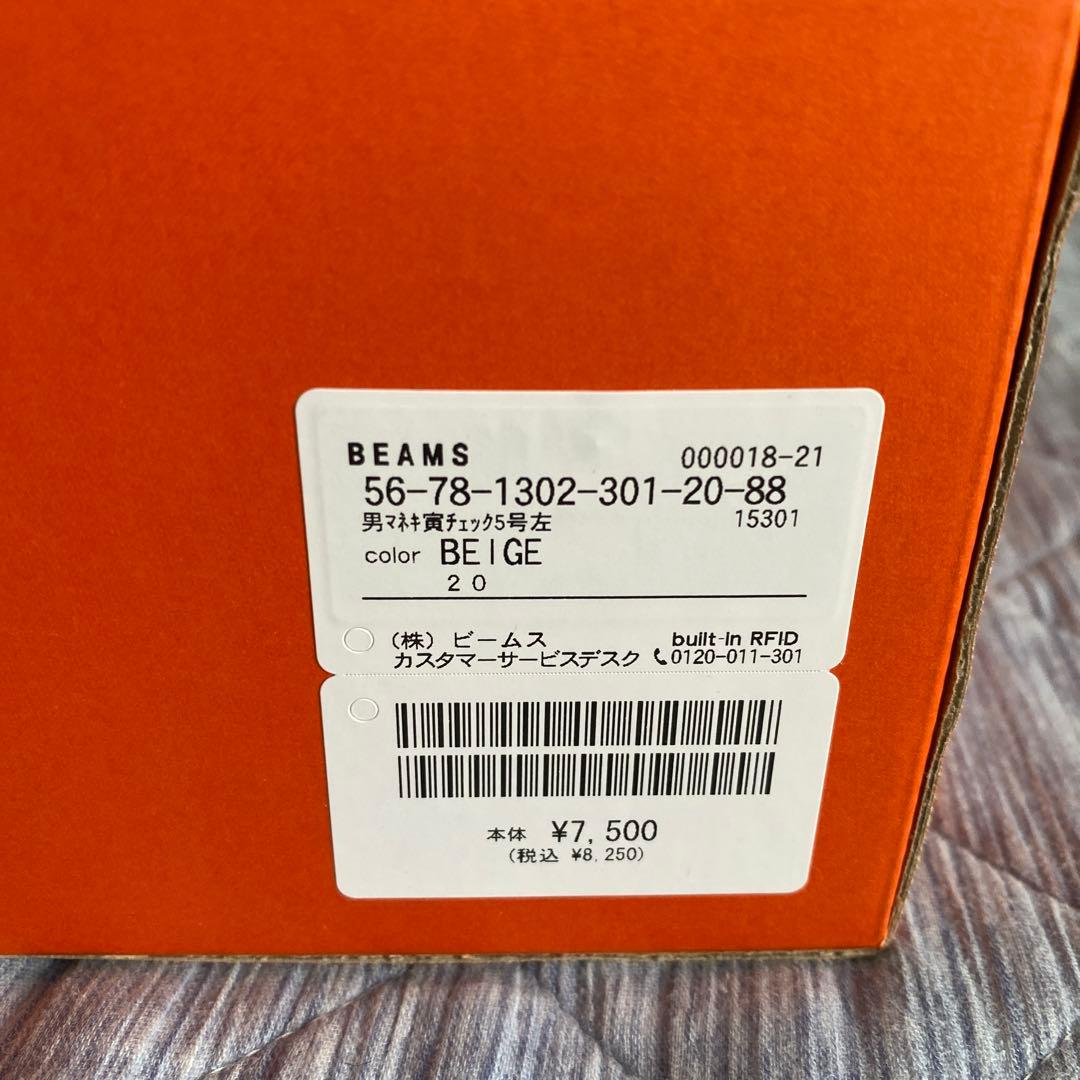 BEAMS 000018-21
56-78-1302-301-20-88
男ﾏﾈｷ寅ﾁｪｯｸ5号左 15301
color BEIGE
20
(株) ビームス built-in RFID
カスタマーサービスデスク 0120-011-301
本体 ¥7,500
(税込 ¥8,250)